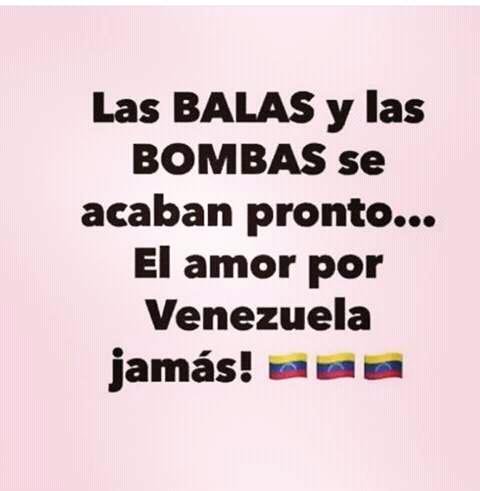 Las BALAS y las
BOMBAS se
acaban pronto...
El amor por
Venezuela
jamás! 🇻🇪🇻🇪🇻🇪